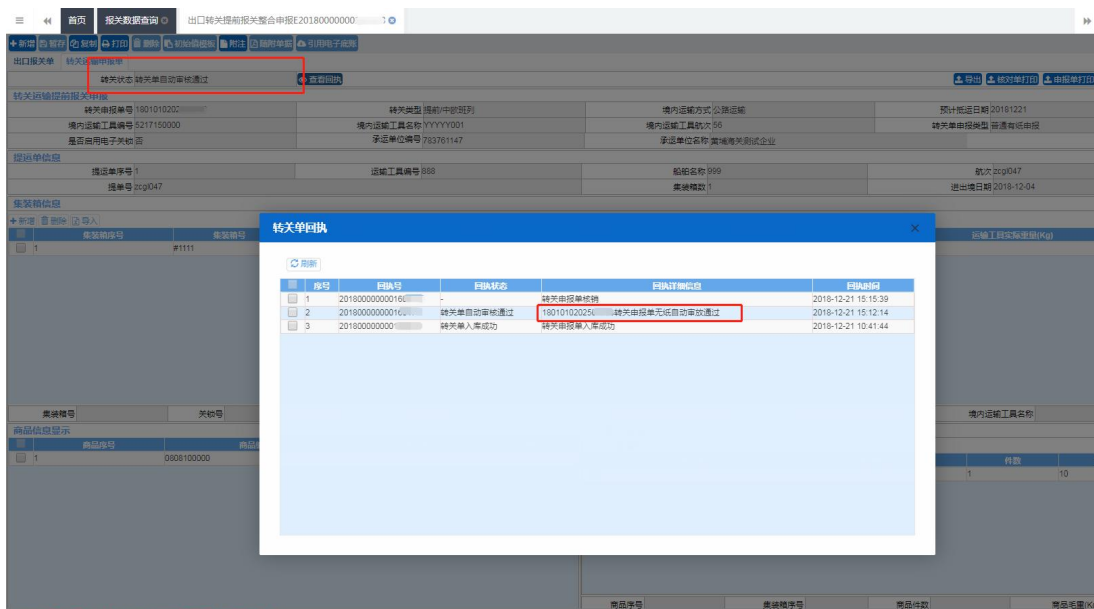 首页 报关数据查询 出口转关提前报关整合申报E20180000000
新增 暂存 复制 打印 删除 初始值模板 附注 随附单据 引用电子底账
出口报关单 转关运输申报单
转关状态 转关单自动审核通过 查看回执 导出 核对单打印 申报单打印
转关运输提前报关申报
转关申报单号 1801010202 转关类型 提前/中欧班列 境内运输方式 公路运输 预计抵运日期 20181221
境内运输工具编号 5217150000 境内运输工具名称 YYYYY001 境内运输工具航次 56 转关单申报类型 普通有纸申报
是否启用电子关锁 否 承运单位编号 783761147 承运单位名称 黄埔海关测试企业
提运单信息
提运单序号 1 运输工具编号 888 船舶名称 999 航次 zcgl047
提单号 zcgl047 集装箱数 1 进出境日期 2018-12-04
集装箱信息
新增 删除 导入
集装箱序号 集装箱号 运输工具实际重量(Kg)
1 #1111
转关单回执
刷新
序号 回执号 回执状态 回执详细信息 回执时间
1 2018000000016 - 转关申报单核销 2018-12-21 15:15:39
2 2018000000016 转关单自动审核通过 18010102025 转关申报单无纸自动审放通过 2018-12-21 15:12:14
3 201800000000 转关单入库成功 转关申报单入库成功 2018-12-21 10:41:44
集装箱号 关锁号 境内运输工具名称
商品信息显示
商品序号 商品 件数
1 0808100000 1 10
商品序号 集装箱序号 商品件数 商品毛重(K